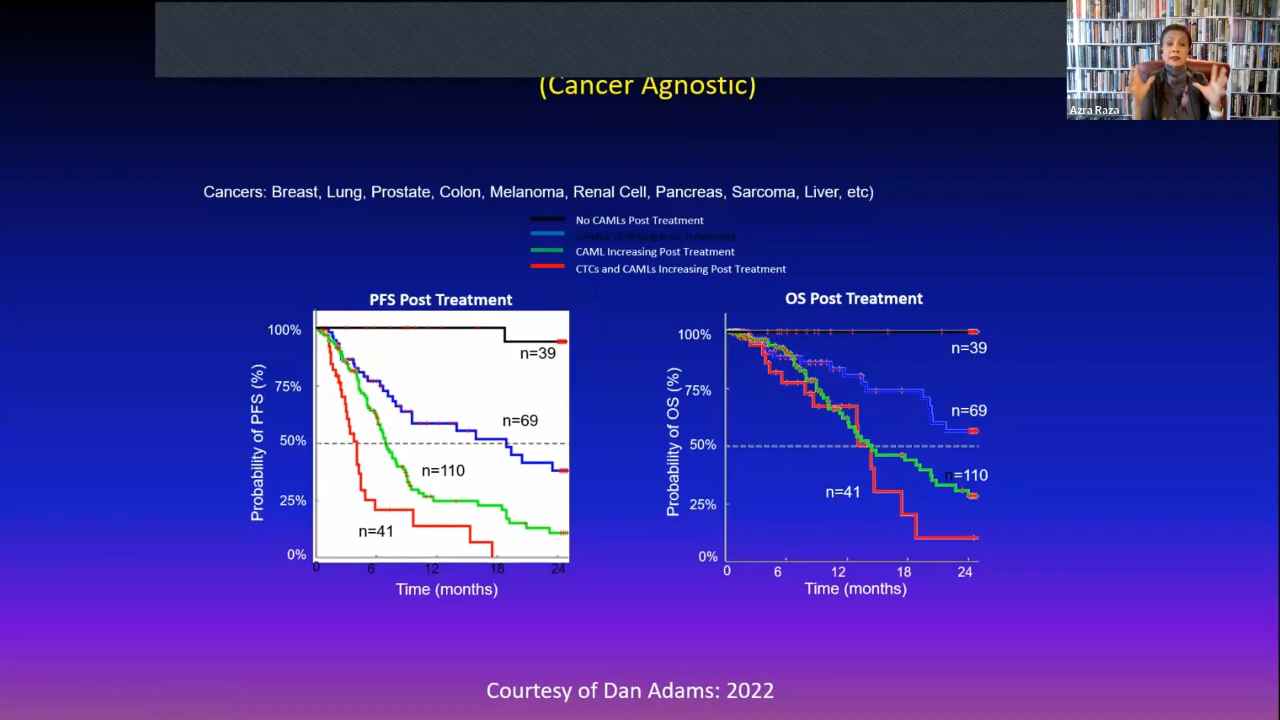 (Cancer Agnostic)
Azra Raza
Cancers: Breast, Lung, Prostate, Colon, Melanoma, Renal Cell, Pancreas, Sarcoma, Liver, etc)
No CAMLs Post Treatment
Post Treatment
CAML Increasing Post Treatment
CTCs and CAMLs Increasing Post Treatment
PFS Post Treatment
Probability of PFS (%)
100%
75%
50%
25%
0%
n=39
n=69
n=110
n=41
0 6 12 18 24
Time (months)
OS Post Treatment
Probability of OS (%)
100%
75%
50%
25%
0%
n=39
n=69
n=110
n=41
0 6 12 18 24
Time (months)
Courtesy of Dan Adams: 2022